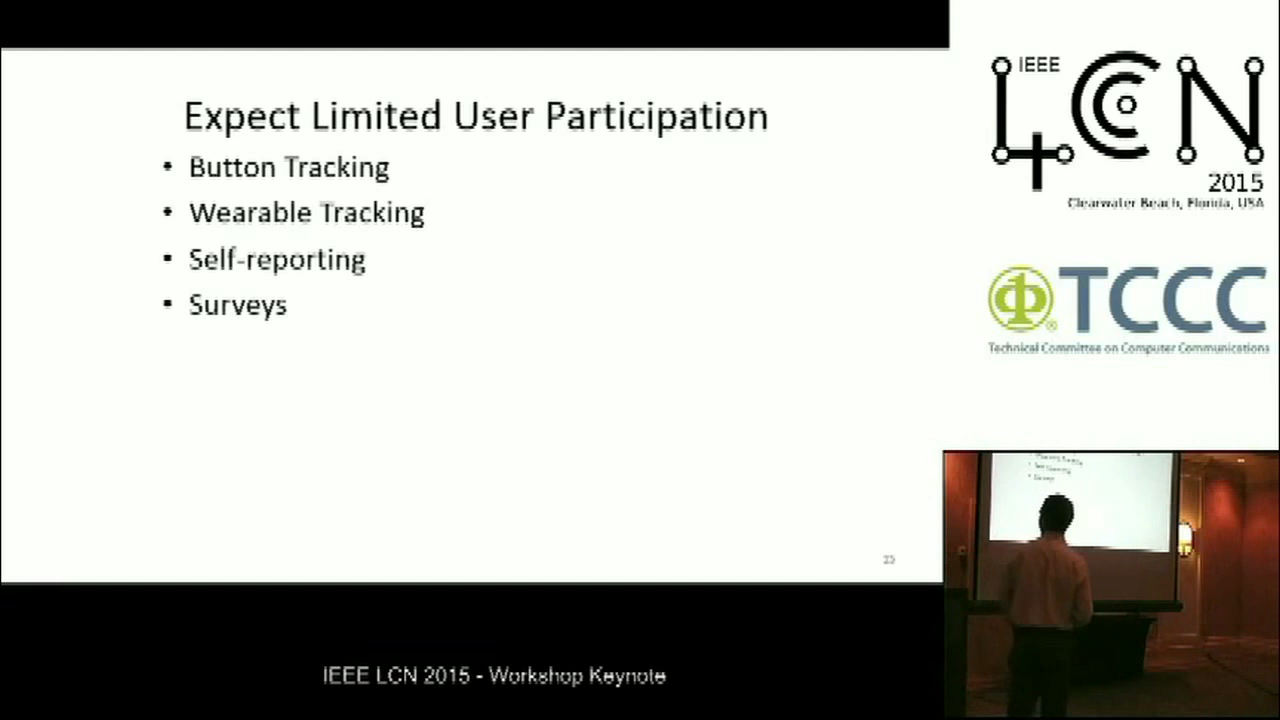 Expect Limited User Participation
• Button Tracking
• Wearable Tracking
• Self-reporting
• Surveys
IEEE
LCN
2015
Clearwater Beach, Florida, USA
TCCC
Technical Committee on Computer Communications
IEEE LCN 2015 - Workshop Keynote